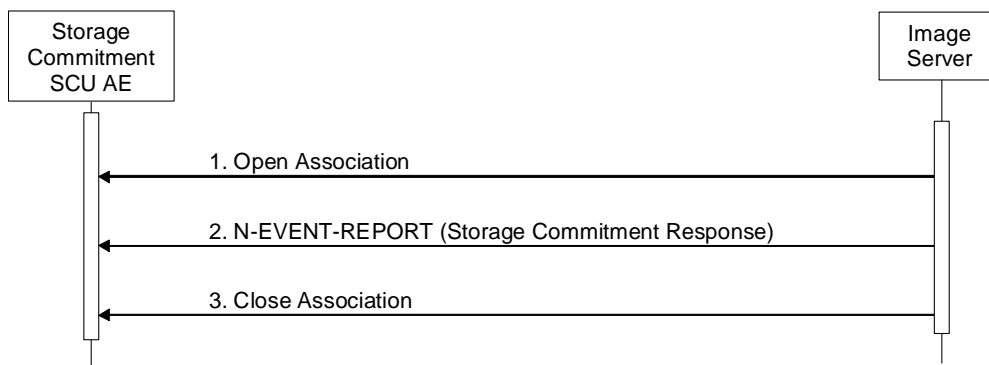 Storage
Commitment
SCU AE
Image
Server
1. Open Association
2. N-EVENT-REPORT (Storage Commitment Response)
3. Close Association